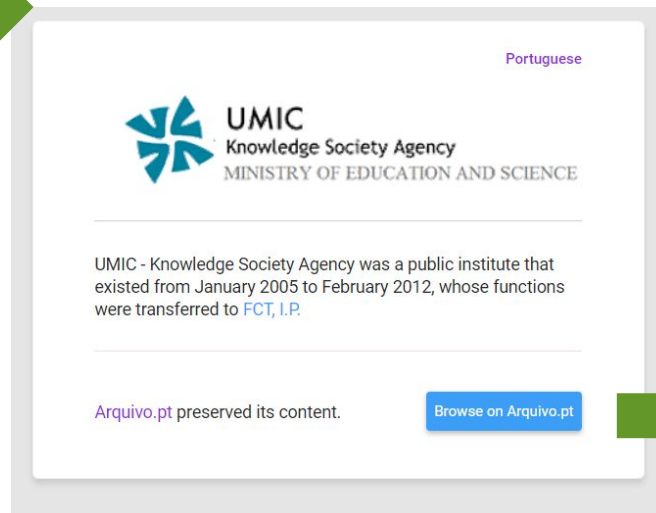 Portuguese
UMIC
Knowledge Society Agency
MINISTRY OF EDUCATION AND SCIENCE
UMIC - Knowledge Society Agency was a public institute that
existed from January 2005 to February 2012, whose functions
were transferred to FCT, I.P.
Arquivo.pt preserved its content.
Browse on Arquivo.pt